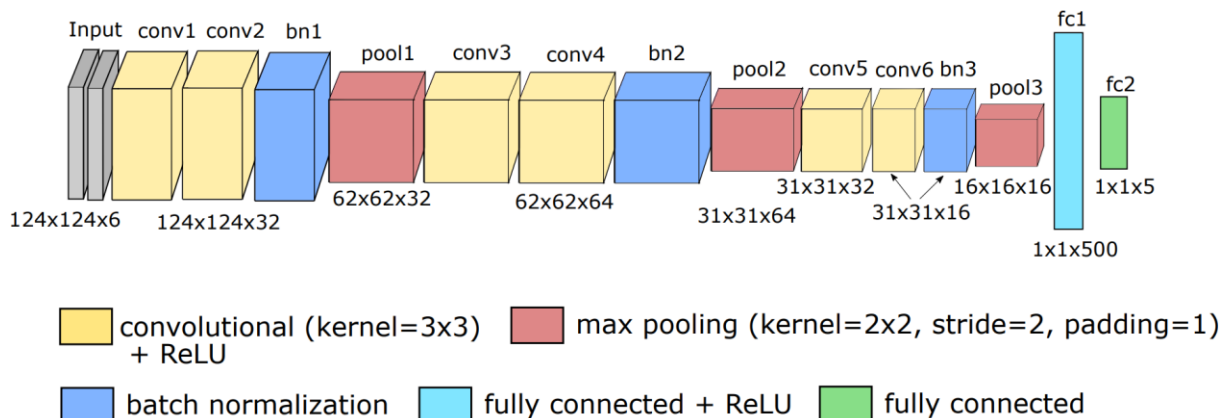 Input
conv1
conv2
bn1
pool1
conv3
conv4
bn2
pool2
conv5
conv6
bn3
pool3
fc1
fc2
124x124x6
124x124x32
62x62x32
62x62x64
31x31x64
31x31x32
31x31x16
16x16x16
1x1x500
1x1x5
convolutional (kernel=3x3)
+ ReLU
max pooling (kernel=2x2, stride=2, padding=1)
batch normalization
fully connected + ReLU
fully connected